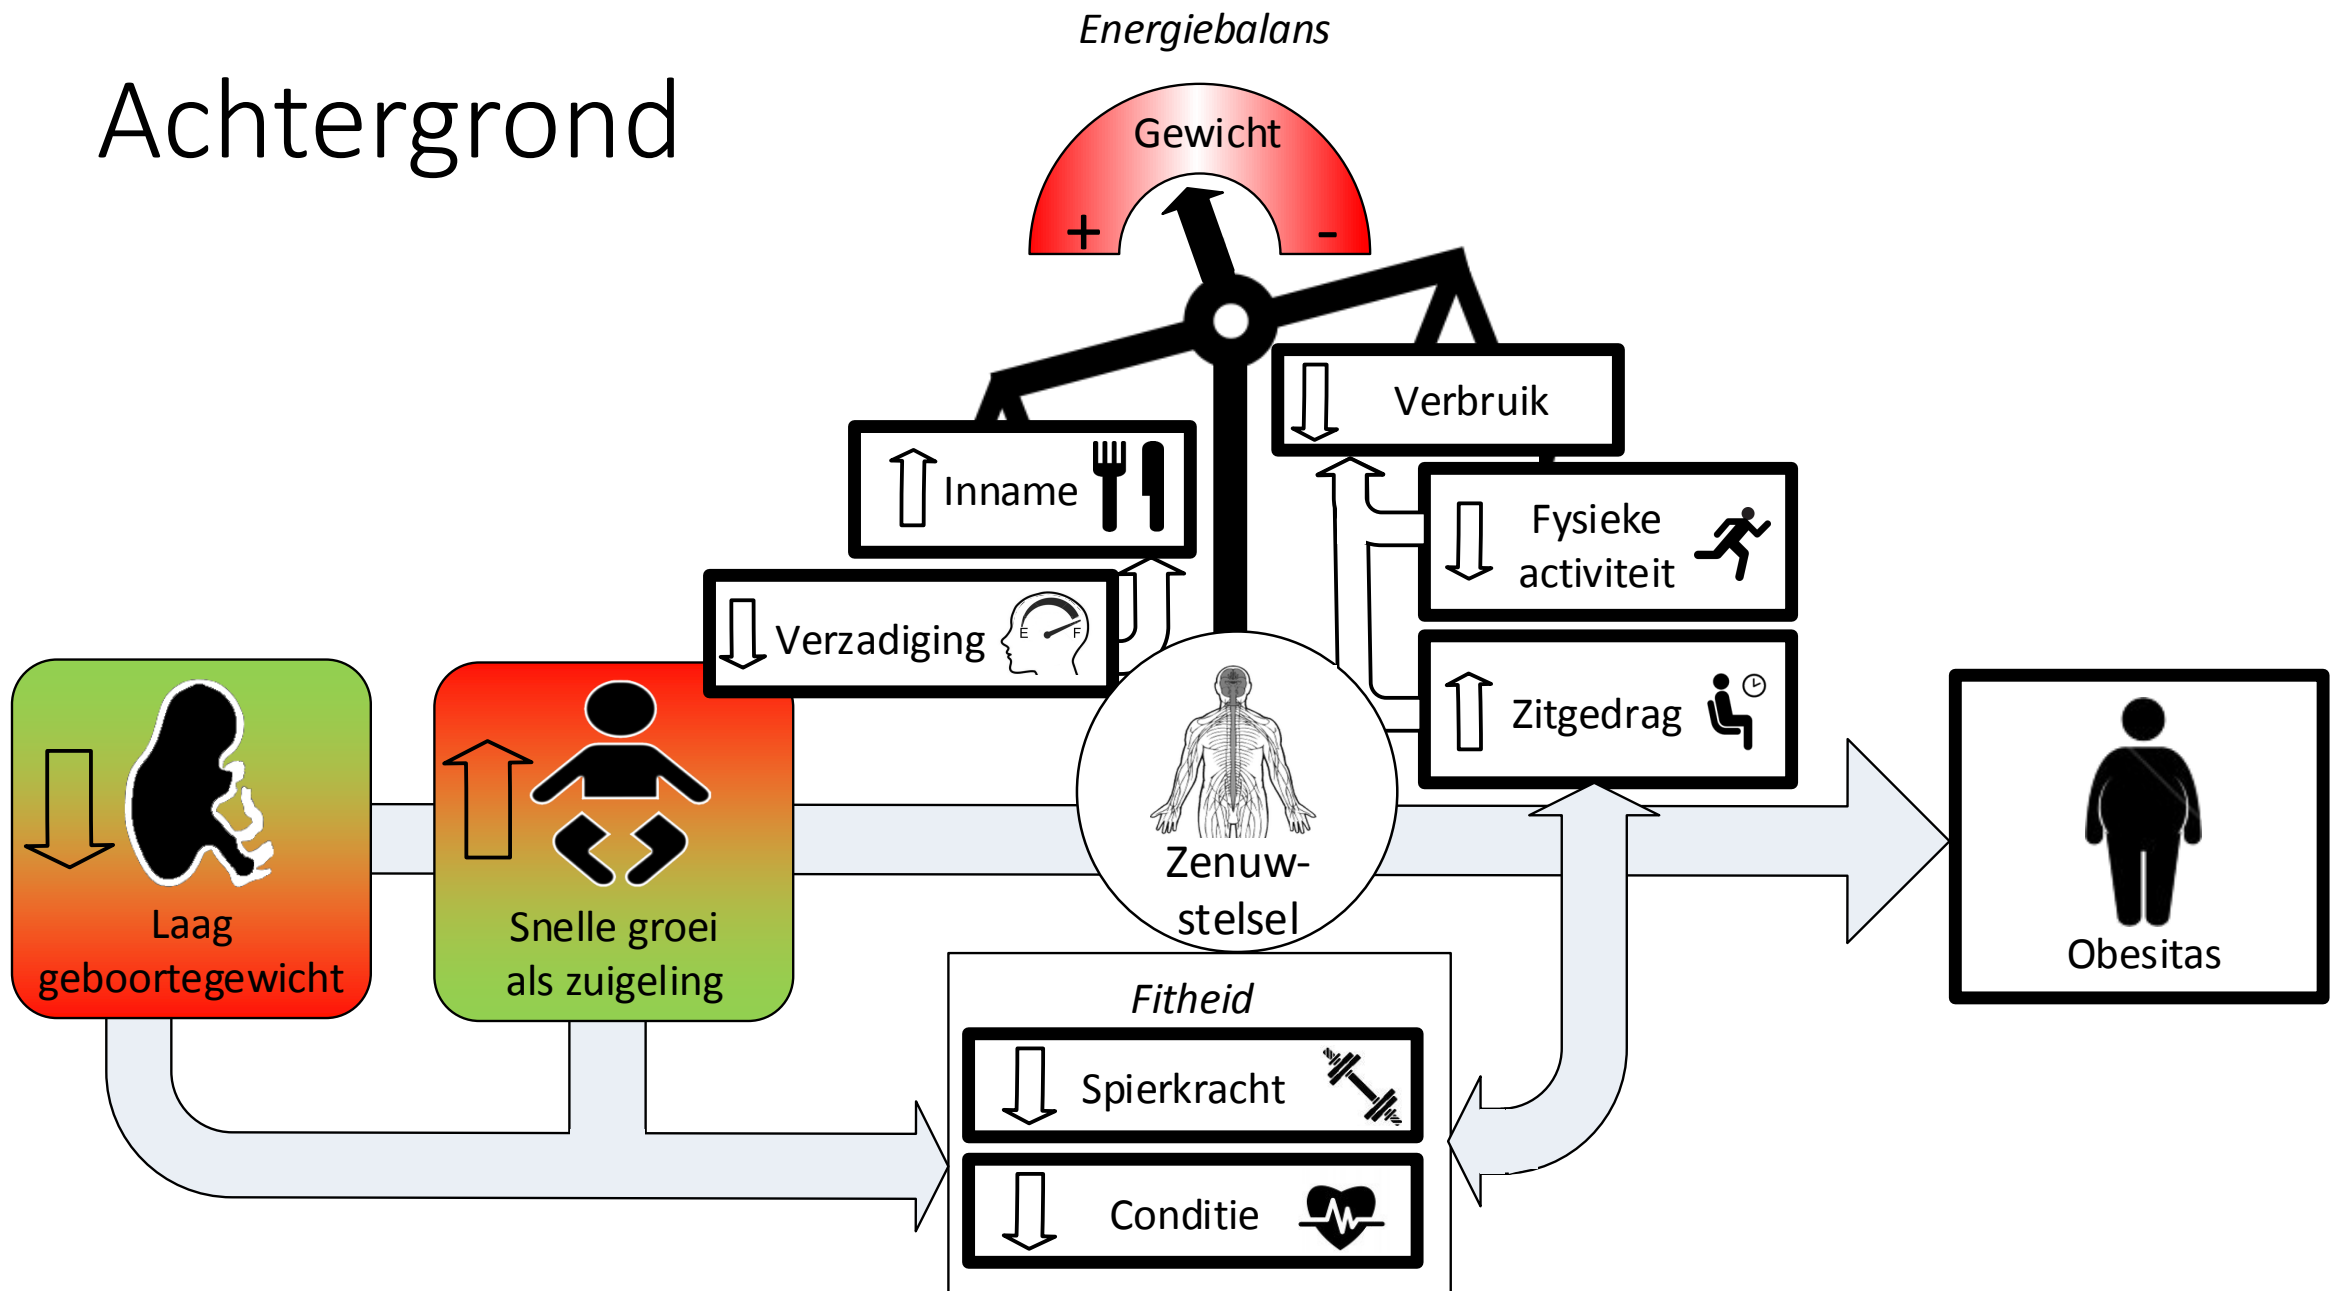 Energiebalans
Achtergrond
Gewicht
+ -
Verbruik
Inname
Fysieke
activiteit
Verzadiging
E F
Zitgedrag
Laag
geboortegewicht
Snelle groei
als zuigeling
Zenuw-
stelsel
Obesitas
Fitheid
Spierkracht
Conditie